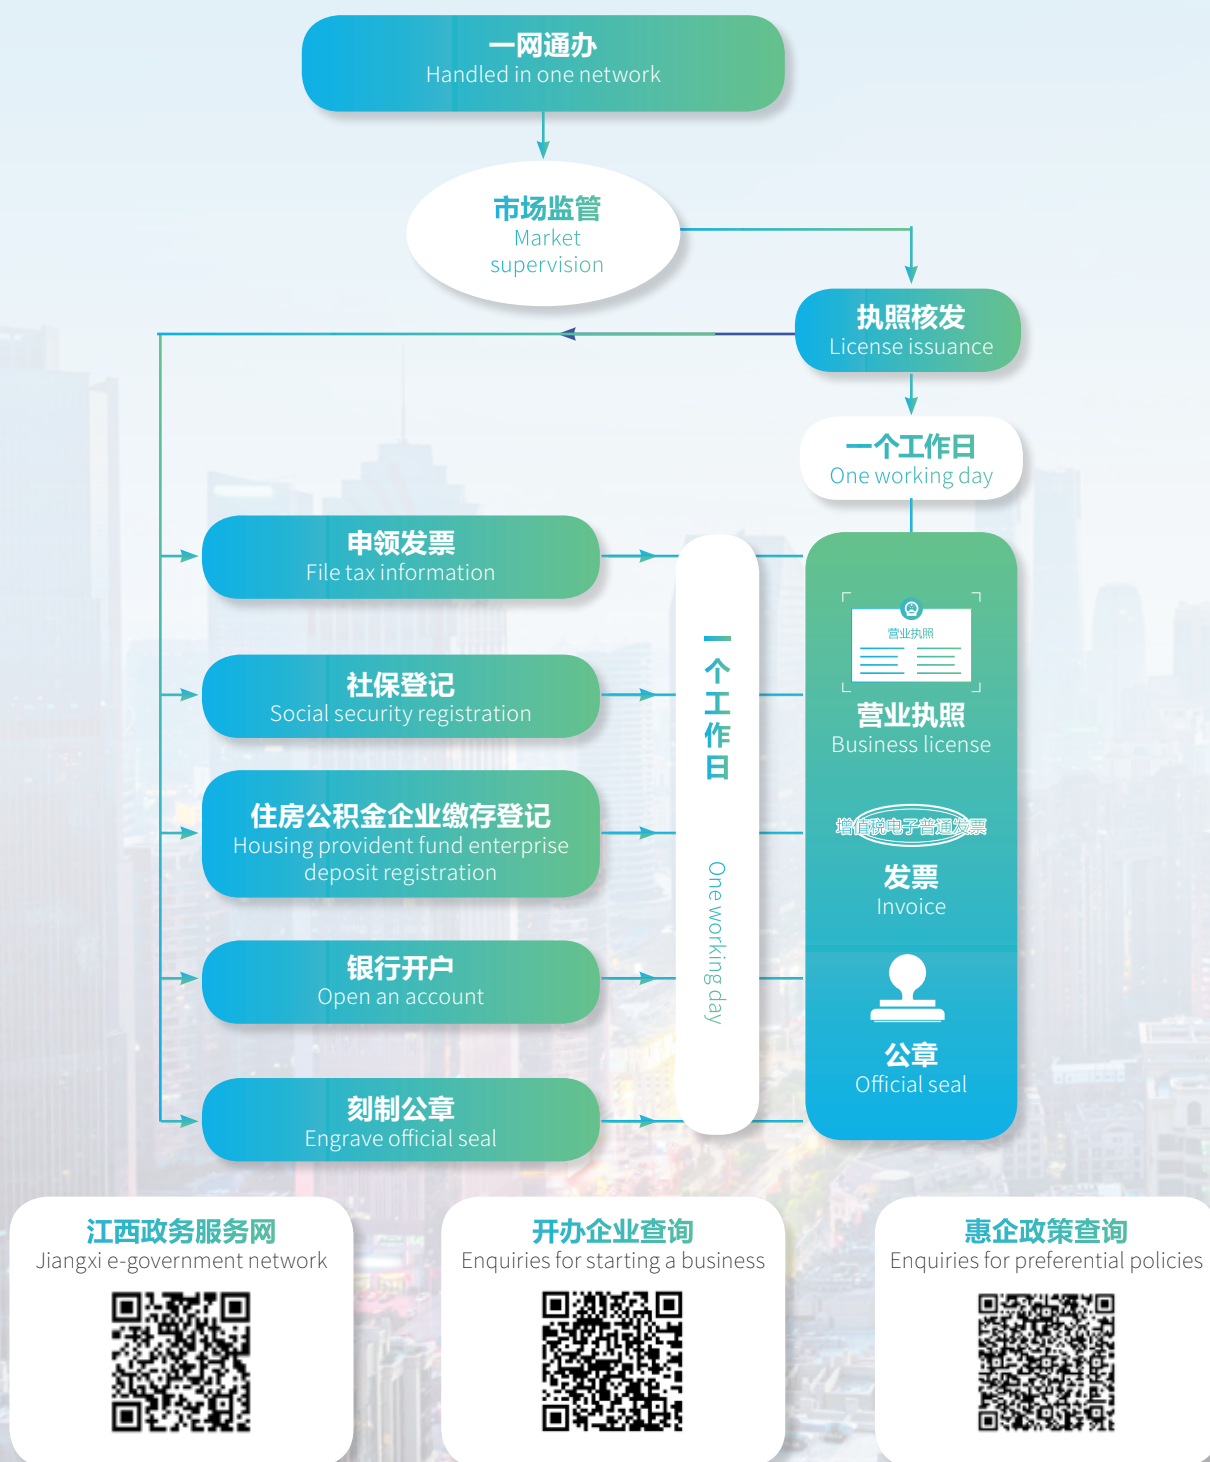 一网通办
Handled in one network
市场监管
Market
supervision
执照核发
License issuance
一个工作日
One working day
申领发票
File tax information
社保登记
Social security registration
住房公积金企业缴存登记
Housing provident fund enterprise
deposit registration
银行开户
Open an account
刻制公章
Engrave official seal
一个工作日
One working day
营业执照
营业执照
Business license
增值税电子普通发票
发票
Invoice
公章
Official seal
江西政务服务网
Jiangxi e-government network
开办企业查询
Enquiries for starting a business
惠企政策查询
Enquiries for preferential policies